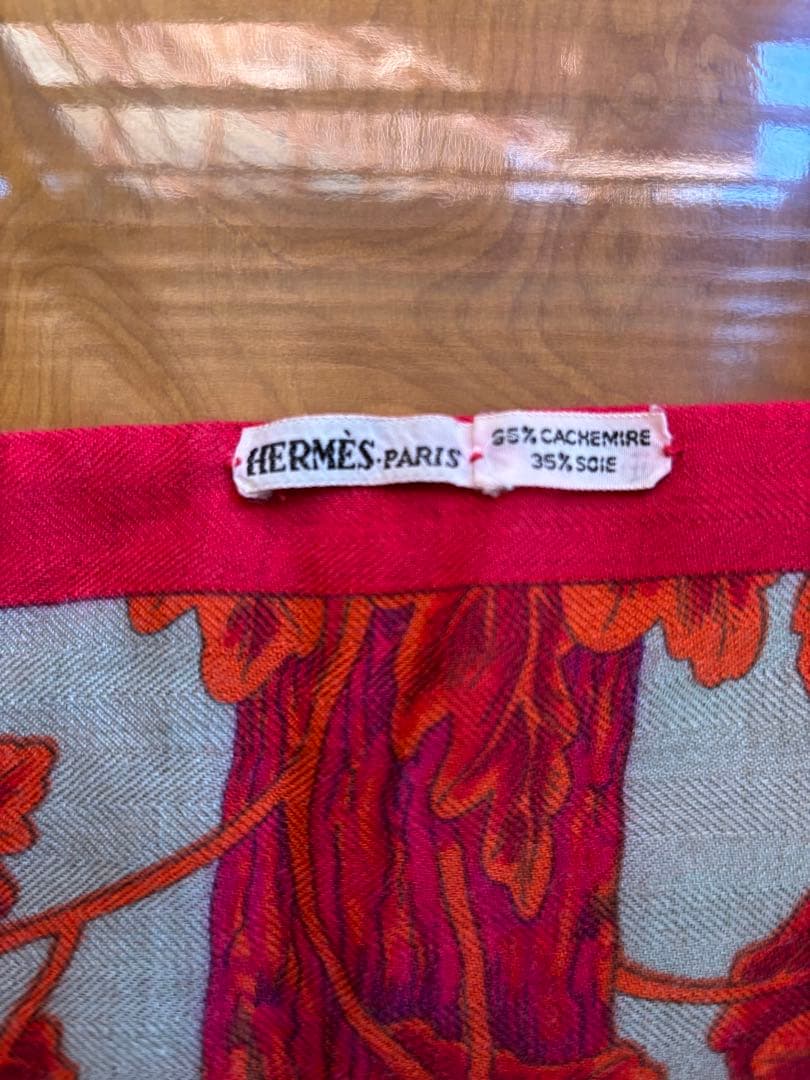 HERMÈS-PARIS
65% CACHEMIRE
35% SOIE